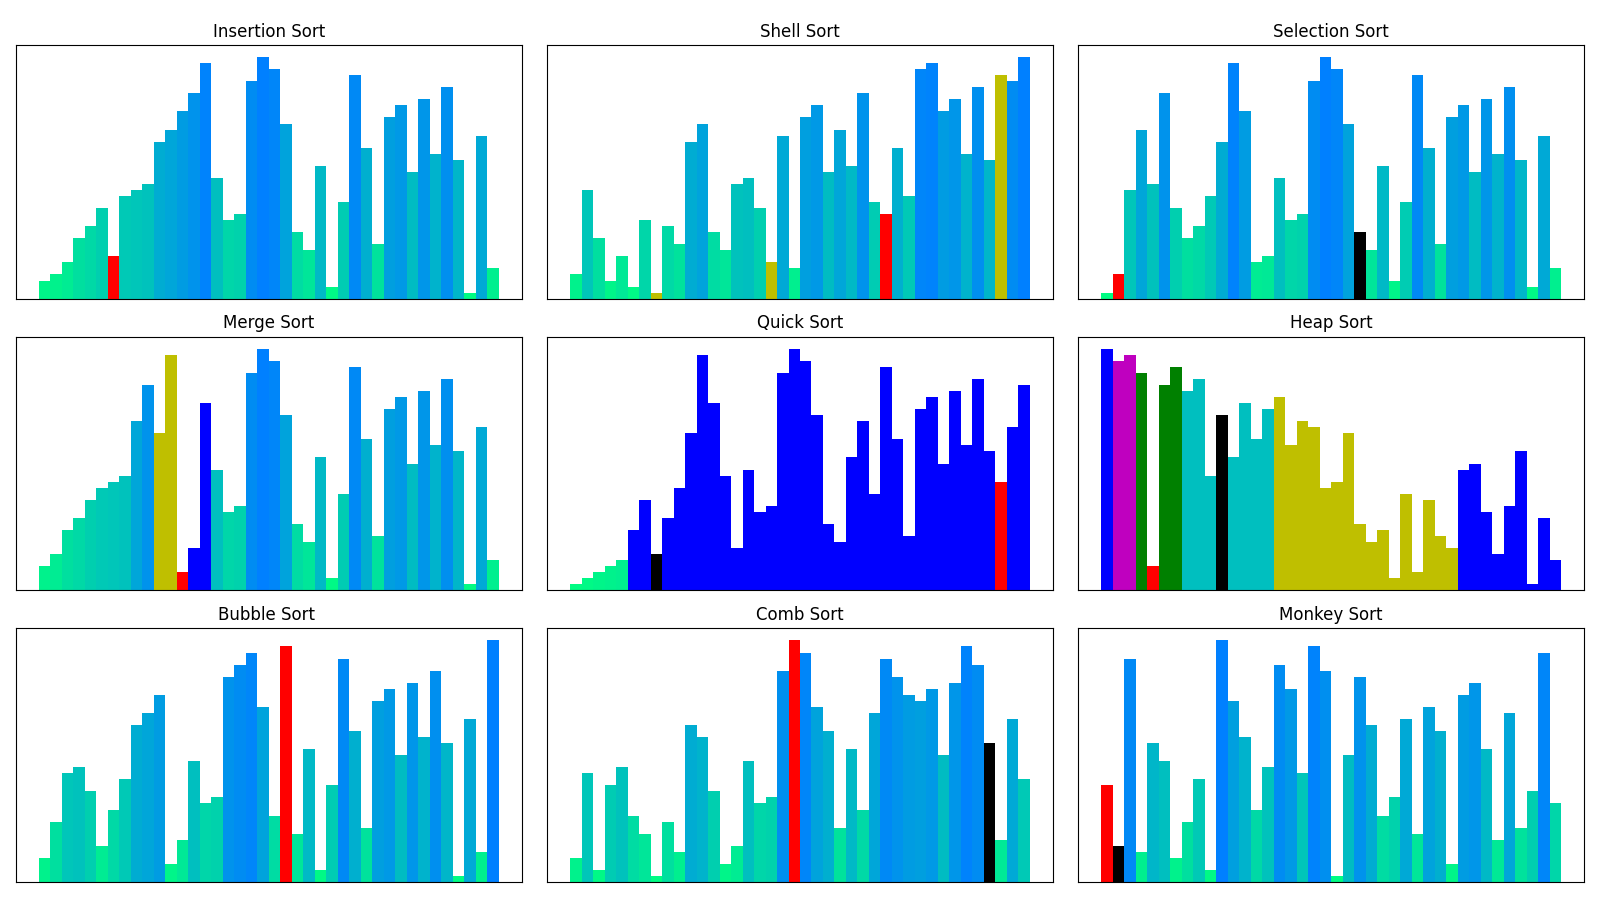 Insertion Sort
Shell Sort
Selection Sort
Merge Sort
Quick Sort
Heap Sort
Bubble Sort
Comb Sort
Monkey Sort